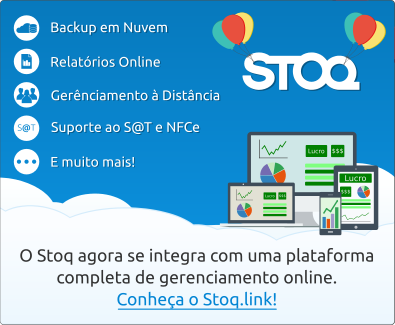 Backup em Nuvem
Relatórios Online
Gerênciamento à Distância
S@T
Suporte ao S@T e NFCe
E muito mais!
STOQ
Lucro $$$
Lucro
$$$
Lucro
$$$
O Stoq agora se integra com uma plataforma
completa de gerenciamento online.
Conheça o Stoq.link!